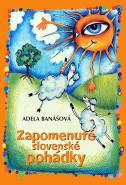 ADELA BANÁŠOVÁ
Zapomenuté
slovenské
pohádky